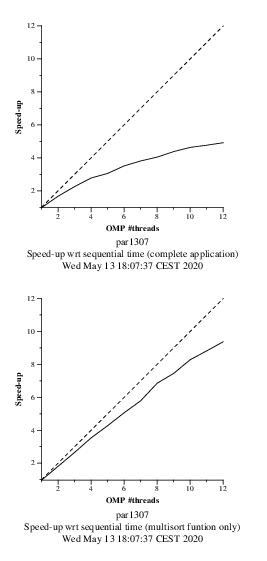 12
10
8
6
4
2
Speed-up
2 4 6 8 10 12
OMP #threads
par1307
Speed-up wrt sequential time (complete application)
Wed May 13 18:07:37 CEST 2020
12
10
8
6
4
2
Speed-up
2 4 6 8 10 12
OMP #threads
par1307
Speed-up wrt sequential time (multisort funtion only)
Wed May 13 18:07:37 CEST 2020